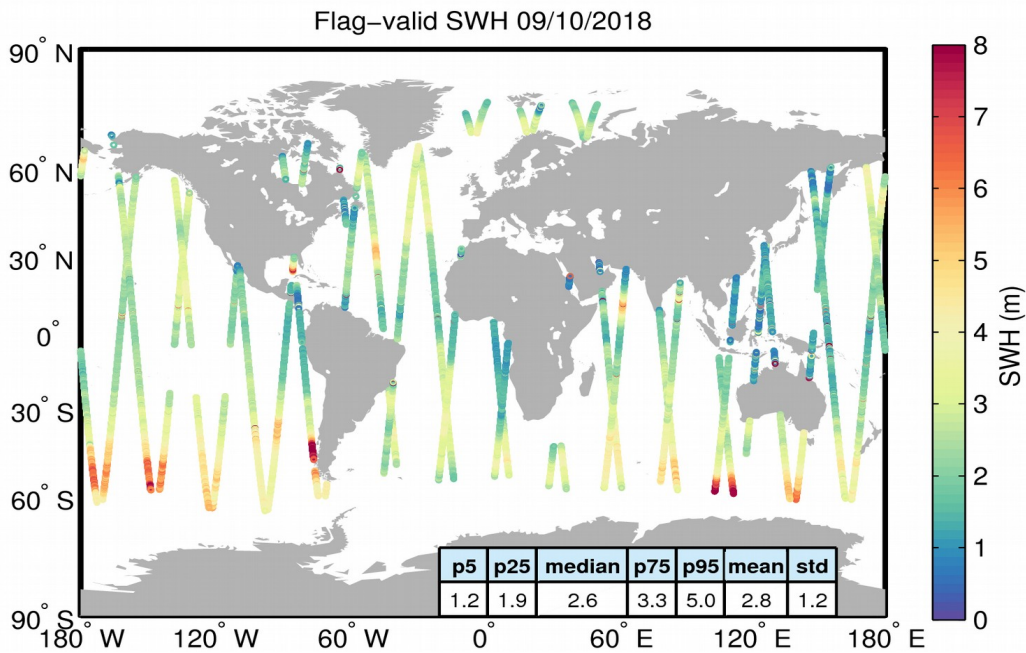 Flag−valid SWH 09/10/2018
90° N
60° N
30° N
0°
30° S
60° S
90° S
180° W
120° W
60° W
0°
60° E
120° E
180° E
8
7
6
5
4
3
2
1
0
SWH (m)
p5 p25 median p75 p95 mean std
1.2 1.9 2.6 3.3 5.0 2.8 1.2